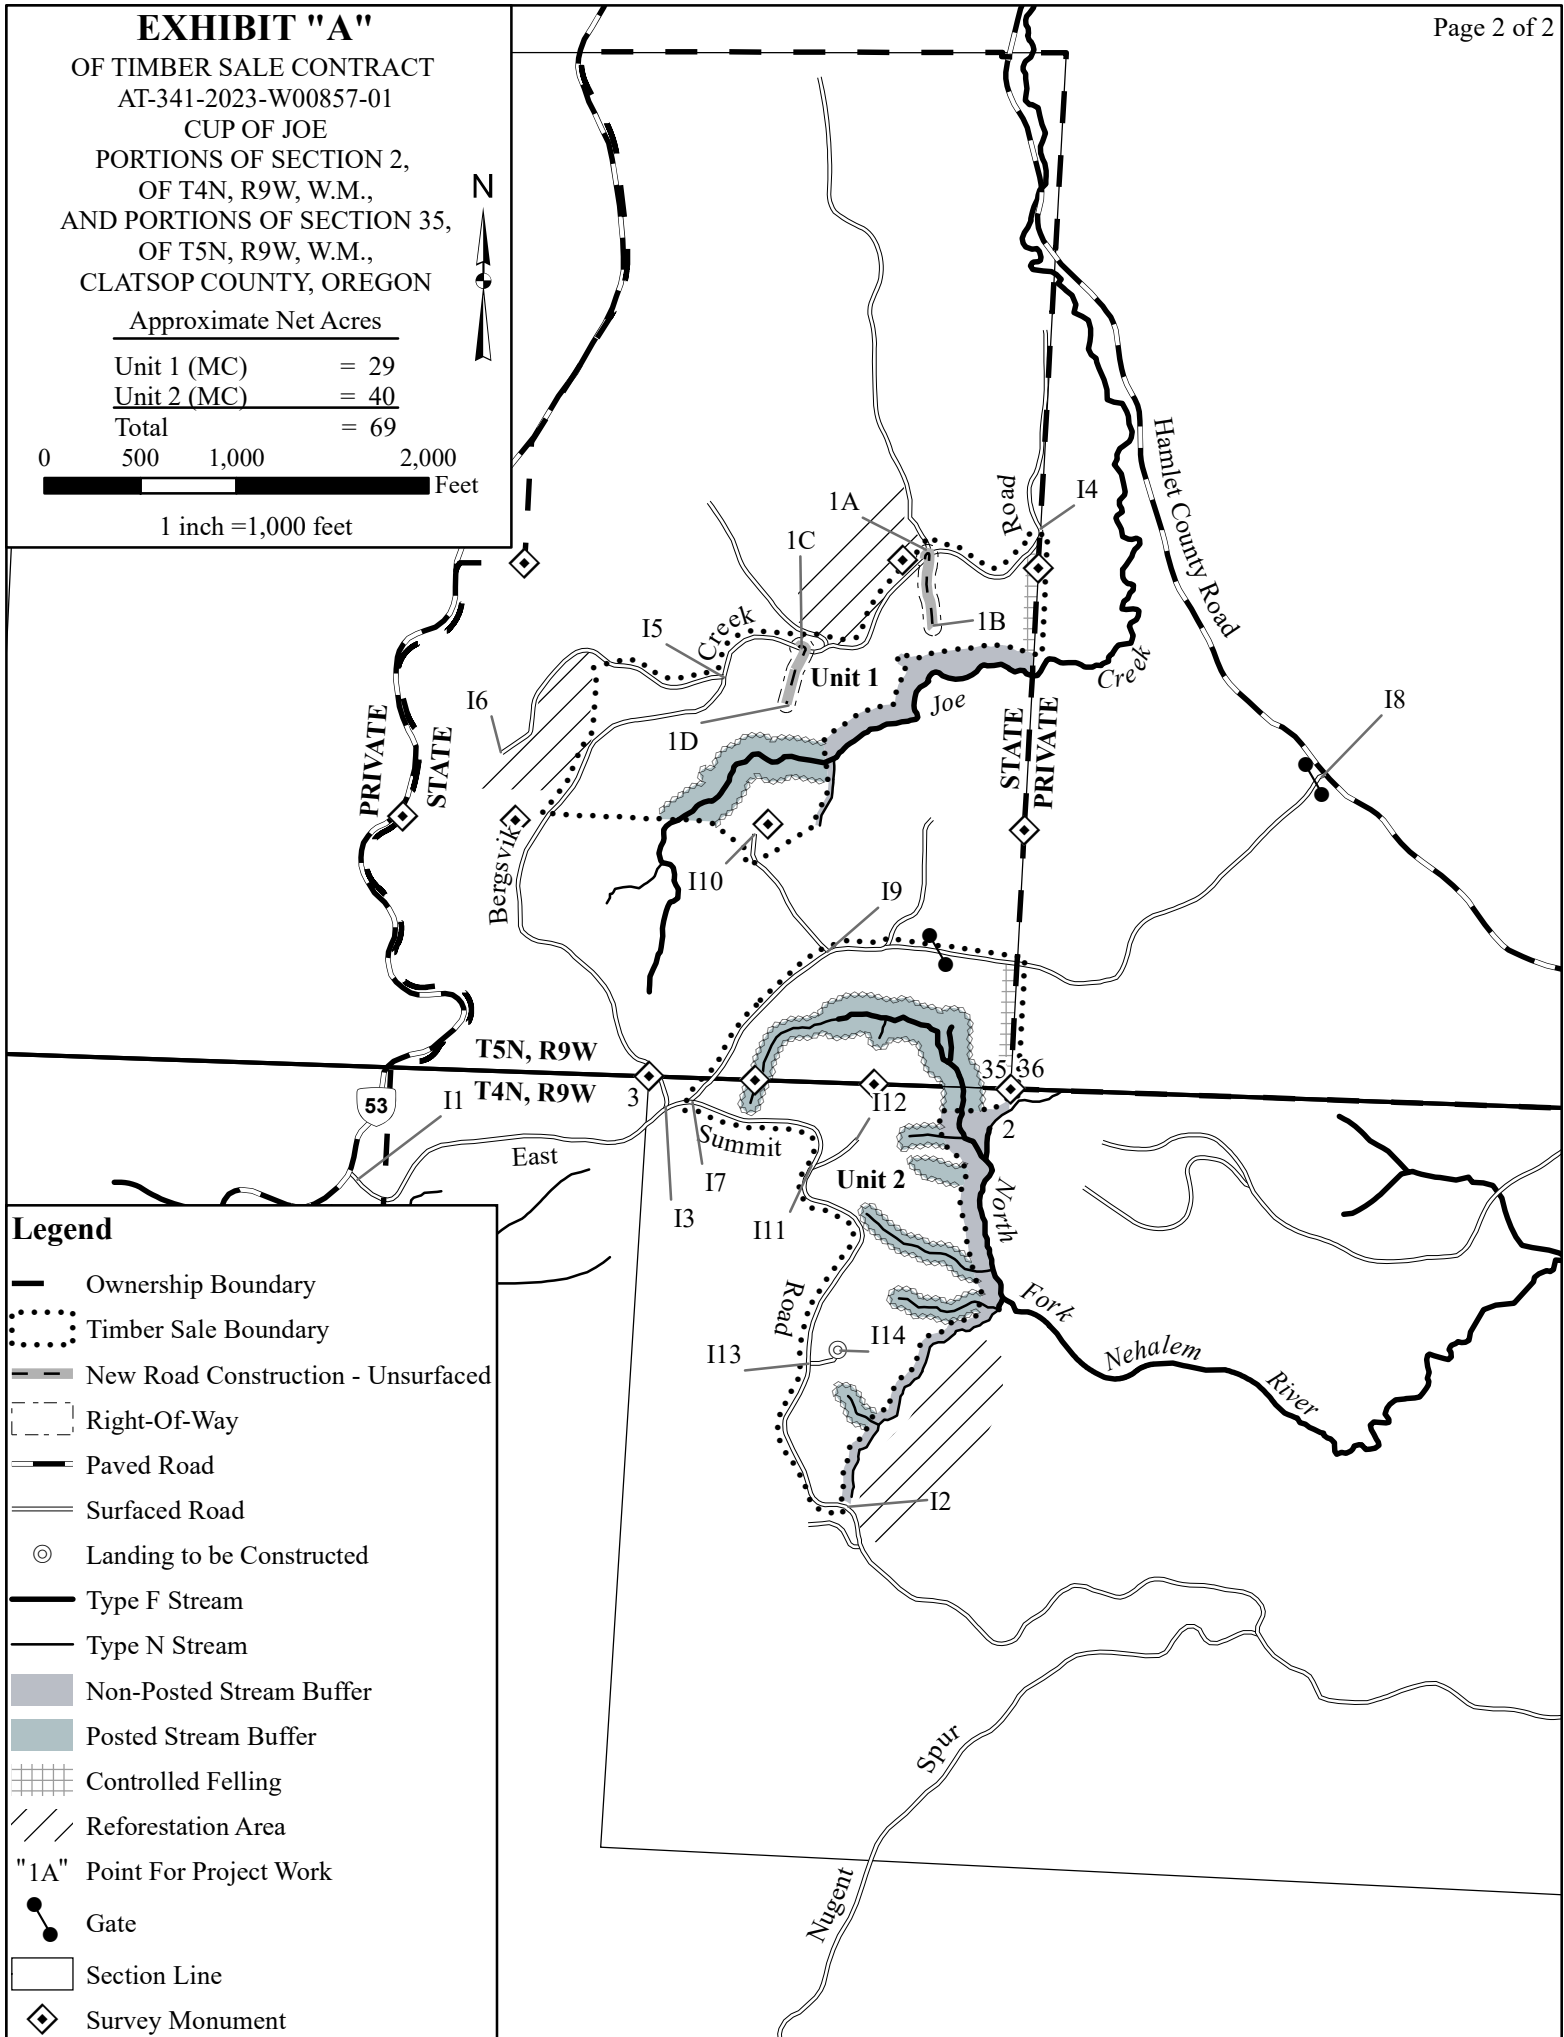 EXHIBIT "A"
OF TIMBER SALE CONTRACT
AT-341-2023-W00857-01
CUP OF JOE
PORTIONS OF SECTION 2,
OF T4N, R9W, W.M.,
AND PORTIONS OF SECTION 35,
OF T5N, R9W, W.M.,
CLATSOP COUNTY, OREGON
N
Approximate Net Acres
Unit 1 (MC) = 29
Unit 2 (MC) = 40
Total = 69
0 500 1,000 2,000
Feet
1 inch =1,000 feet
Page 2 of 2
Hamlet County Road
Road
I4
1A
1C
1B
I5
Creek
Unit 1
Creek
Joe
I6
1D
I8
PRIVATE
STATE
STATE
PRIVATE
Bergsvik
I10
I9
T5N, R9W
T4N, R9W
35 36
3
2
53
I1
I12
Summit
East
I7
Unit 2
I3
I11
North
Road
Fork
I14
I13
Nehalem
River
I2
Spur
Nugent
Legend
Ownership Boundary
Timber Sale Boundary
New Road Construction - Unsurfaced
Right-Of-Way
Paved Road
Surfaced Road
Landing to be Constructed
Type F Stream
Type N Stream
Non-Posted Stream Buffer
Posted Stream Buffer
Controlled Felling
Reforestation Area
"1A" Point For Project Work
Gate
Section Line
Survey Monument